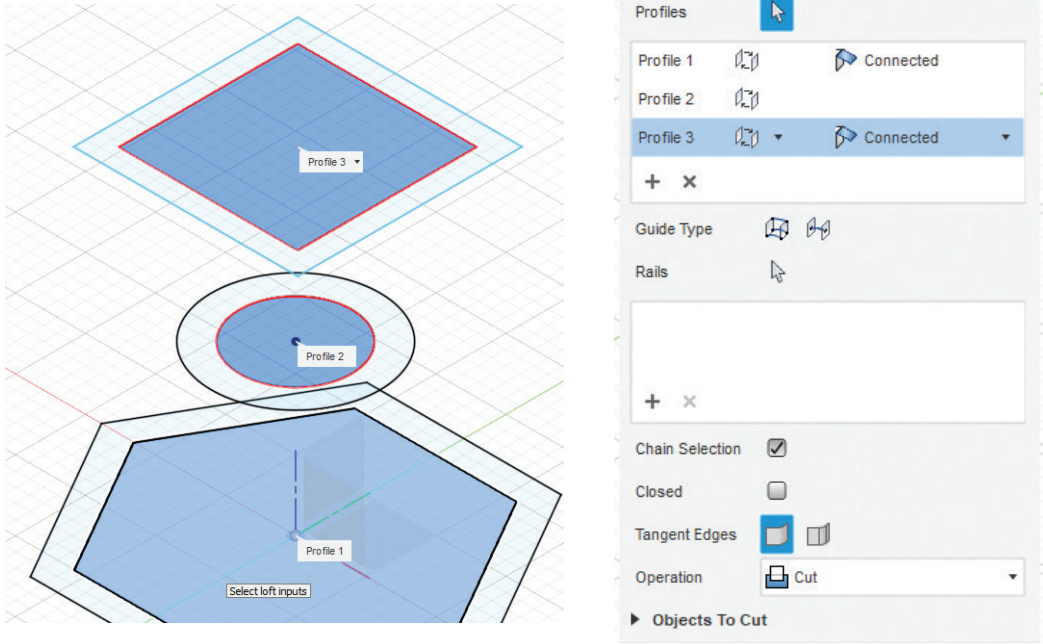 Profile 3
Profile 2
Profile 1
Select loft inputs
Profiles
Profile 1 Connected
Profile 2
Profile 3 Connected
Guide Type
Rails
Chain Selection
Closed
Tangent Edges
Operation Cut
Objects To Cut